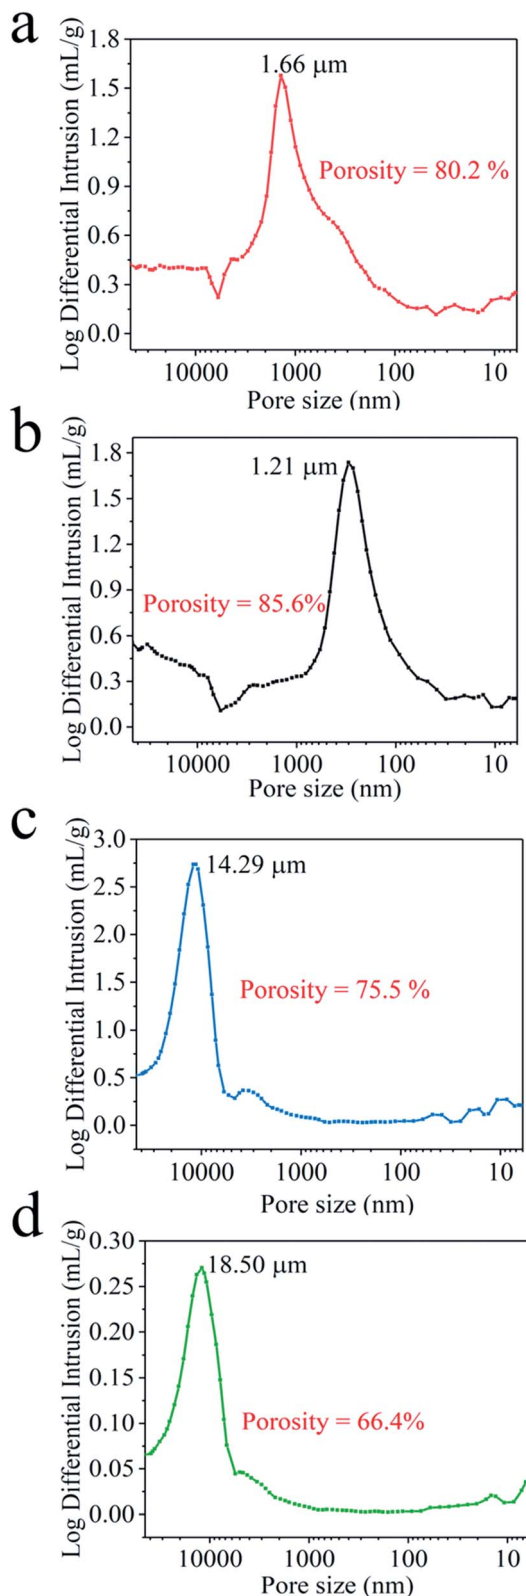 a
Log Differential Intrusion (mL/g)
1.8
1.5
1.2
0.9
0.6
0.3
0.0
1.66 μm
Porosity = 80.2 %
10000 1000 100 10
Pore size (nm)
b
Log Differential Intrusion (mL/g)
1.8
1.5
1.2
0.9
0.6
0.3
0.0
1.21 μm
Porosity = 85.6%
10000 1000 100 10
Pore size (nm)
c
Log Differential Intrusion (mL/g)
3.0
2.5
2.0
1.5
1.0
0.5
0.0
14.29 μm
Porosity = 75.5 %
10000 1000 100 10
Pore size (nm)
d
Log Differential Intrusion (mL/g)
0.30
0.25
0.20
0.15
0.10
0.05
0.00
18.50 μm
Porosity = 66.4%
10000 1000 100 10
Pore size (nm)